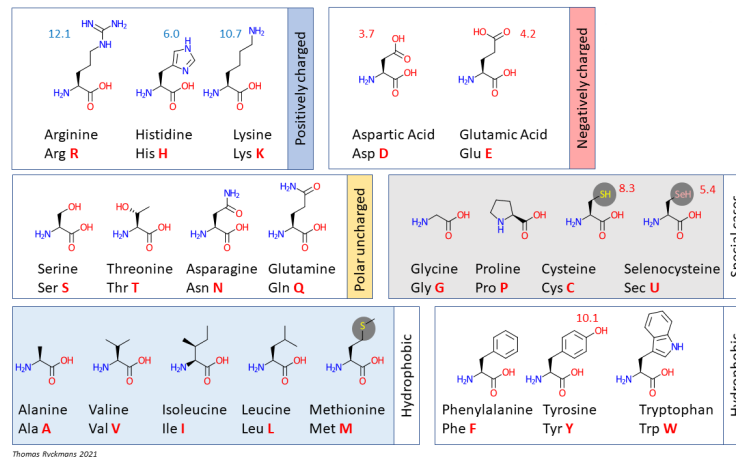 12.1
6.0
10.7
Arginine
Arg R
Histidine
His H
Lysine
Lys K
Positively charged
3.7
4.2
Aspartic Acid
Asp D
Glutamic Acid
Glu E
Negatively charged
Serine
Ser S
Threonine
Thr T
Asparagine
Asn N
Glutamine
Gln Q
Polar uncharged
8.3
5.4
Glycine
Gly G
Proline
Pro P
Cysteine
Cys C
Selenocysteine
Sec U
Special cases
Alanine
Ala A
Valine
Val V
Isoleucine
Ile I
Leucine
Leu L
Methionine
Met M
Hydrophobic
10.1
Phenylalanine
Phe F
Tyrosine
Tyr Y
Tryptophan
Trp W
Hydrophobic
Thomas Ryckmans 2021